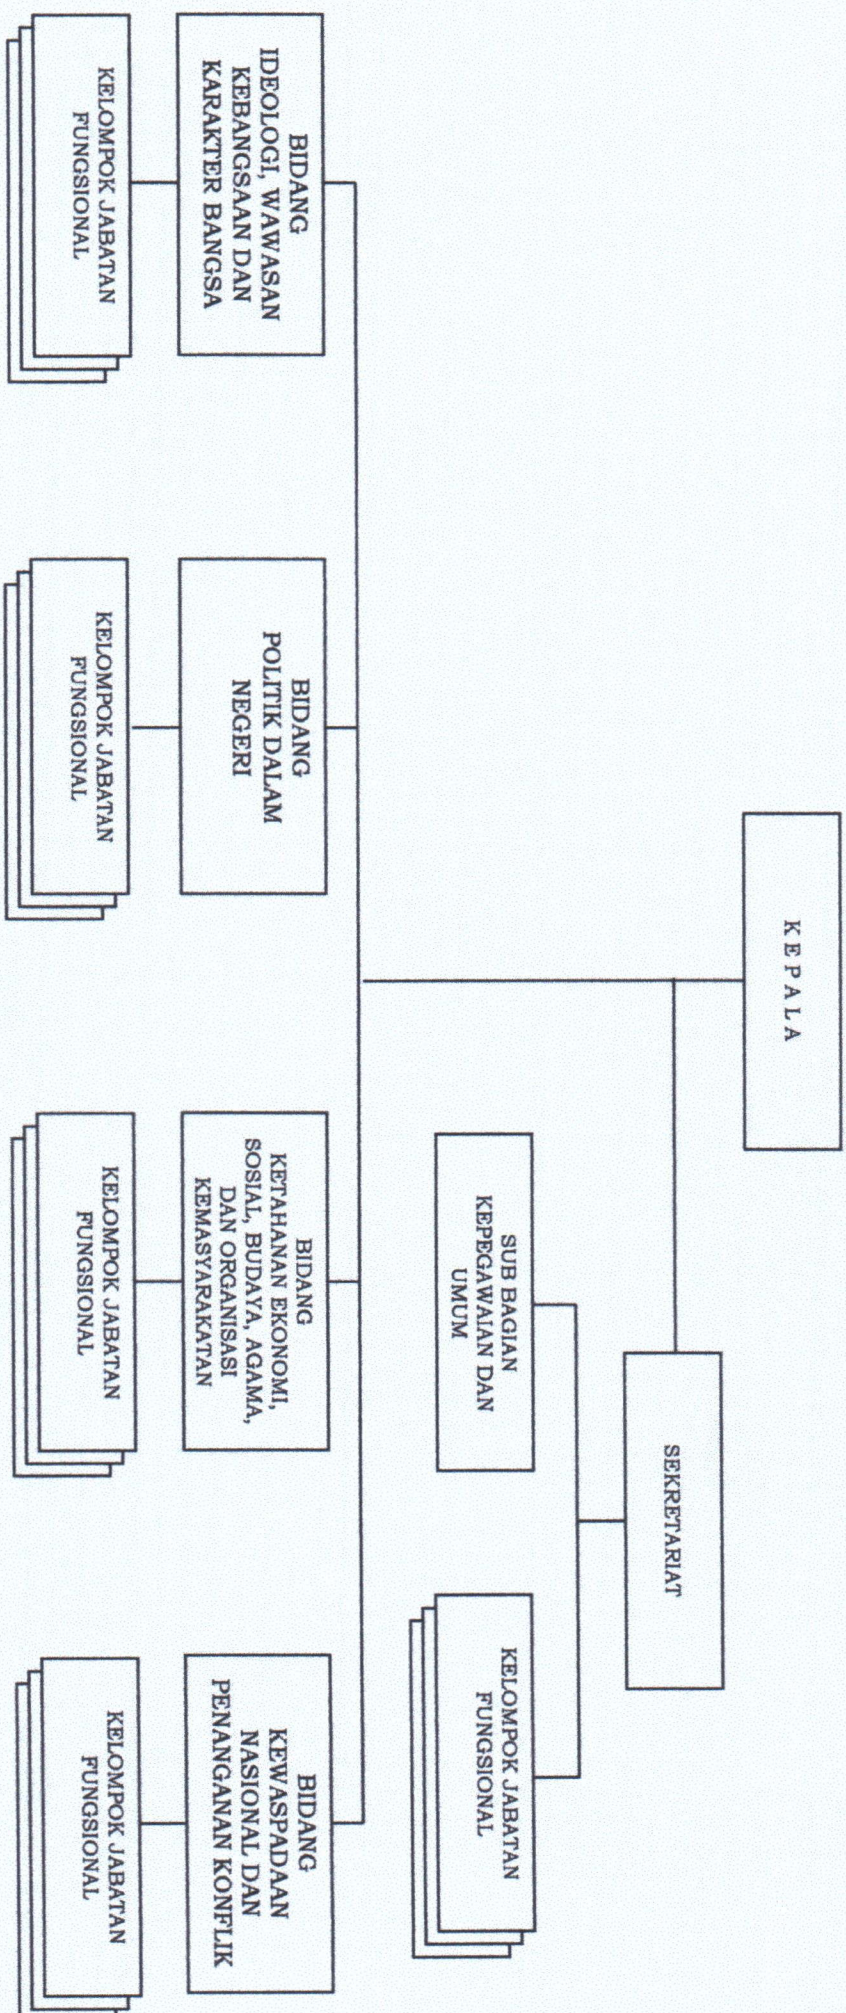 K E P A L A
SEKRETARIAT
SUB BAGIAN
KEPEGAWAIAN DAN
UMUM
KELOMPOK JABATAN
FUNGSIONAL
BIDANG
IDEOLOGI, WAWASAN
KEBANGSAAN DAN
KARAKTER BANGSA
BIDANG
POLITIK DALAM
NEGERI
BIDANG
KETAHANAN EKONOMI,
SOSIAL, BUDAYA, AGAMA,
DAN ORGANISASI
KEMASYARAKATAN
BIDANG
KEWASPADAAN
NASIONAL DAN
PENANGANAN KONFLIK
KELOMPOK JABATAN
FUNGSIONAL
KELOMPOK JABATAN
FUNGSIONAL
KELOMPOK JABATAN
FUNGSIONAL
KELOMPOK JABATAN
FUNGSIONAL